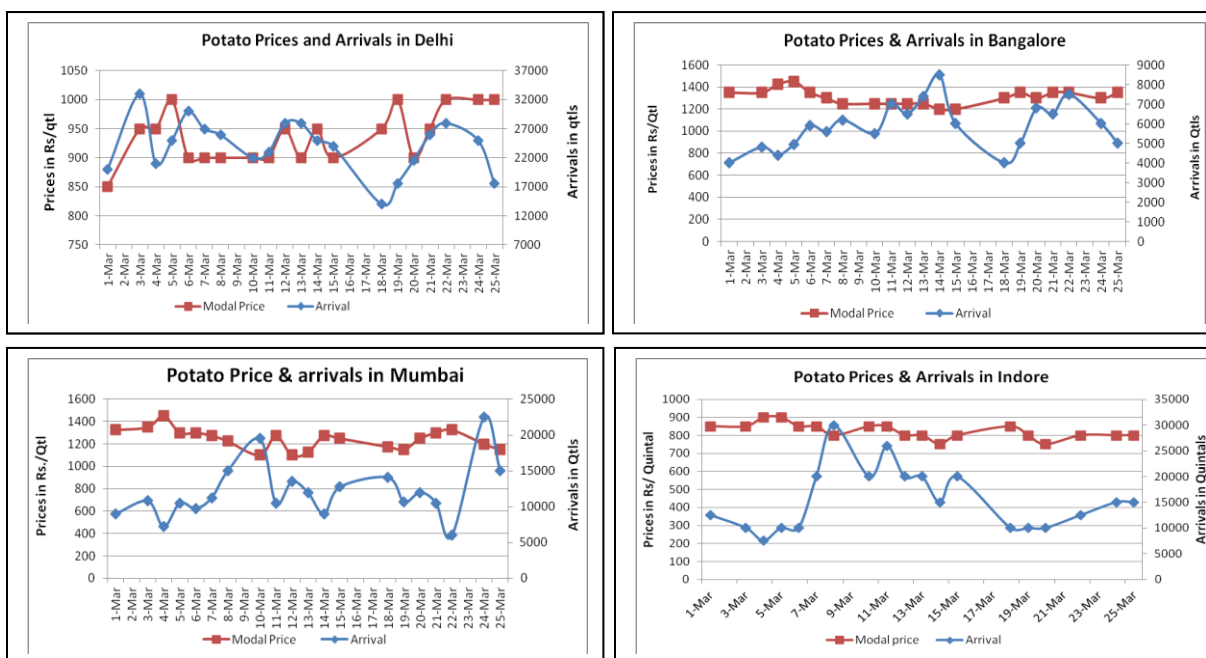 Potato Prices and Arrivals in Delhi
Prices in Rs/qtl
1050
1000
950
900
850
800
750
37000
32000
27000
22000
17000
12000
7000
Arrivals in qtls
1-Mar
2-Mar
3-Mar
4-Mar
5-Mar
6-Mar
7-Mar
8-Mar
9-Mar
10-Mar
11-Mar
12-Mar
13-Mar
14-Mar
15-Mar
16-Mar
17-Mar
18-Mar
19-Mar
20-Mar
21-Mar
22-Mar
23-Mar
24-Mar
25-Mar
Modal Price Arrival
Potato Prices & Arrivals in Bangalore
Prices in Rs/Qtl
1600
1400
1200
1000
800
600
400
200
0
9000
8000
7000
6000
5000
4000
3000
2000
1000
0
Arrivals in Qtls
1-Mar
2-Mar
3-Mar
4-Mar
5-Mar
6-Mar
7-Mar
8-Mar
9-Mar
10-Mar
11-Mar
12-Mar
13-Mar
14-Mar
15-Mar
16-Mar
17-Mar
18-Mar
19-Mar
20-Mar
21-Mar
22-Mar
23-Mar
24-Mar
25-Mar
Modal Price Arrival
Potato Price & arrivals in Mumbai
Prices in Rs./Qtl
1600
1400
1200
1000
800
600
400
200
0
25000
20000
15000
10000
5000
0
Arrivals in Qtls
1-Mar
2-Mar
3-Mar
4-Mar
5-Mar
6-Mar
7-Mar
8-Mar
9-Mar
10-Mar
11-Mar
12-Mar
13-Mar
14-Mar
15-Mar
16-Mar
17-Mar
18-Mar
19-Mar
20-Mar
21-Mar
22-Mar
23-Mar
24-Mar
25-Mar
Modal Price Arrival
Potato Prices & Arrivals in Indore
Prices in Rs/ Quintal
1000
900
800
700
600
500
400
300
200
100
0
35000
30000
25000
20000
15000
10000
5000
0
Arrivals in Quintals
1-Mar
3-Mar
5-Mar
7-Mar
9-Mar
11-Mar
13-Mar
15-Mar
17-Mar
19-Mar
21-Mar
23-Mar
25-Mar
Modal price Arrival